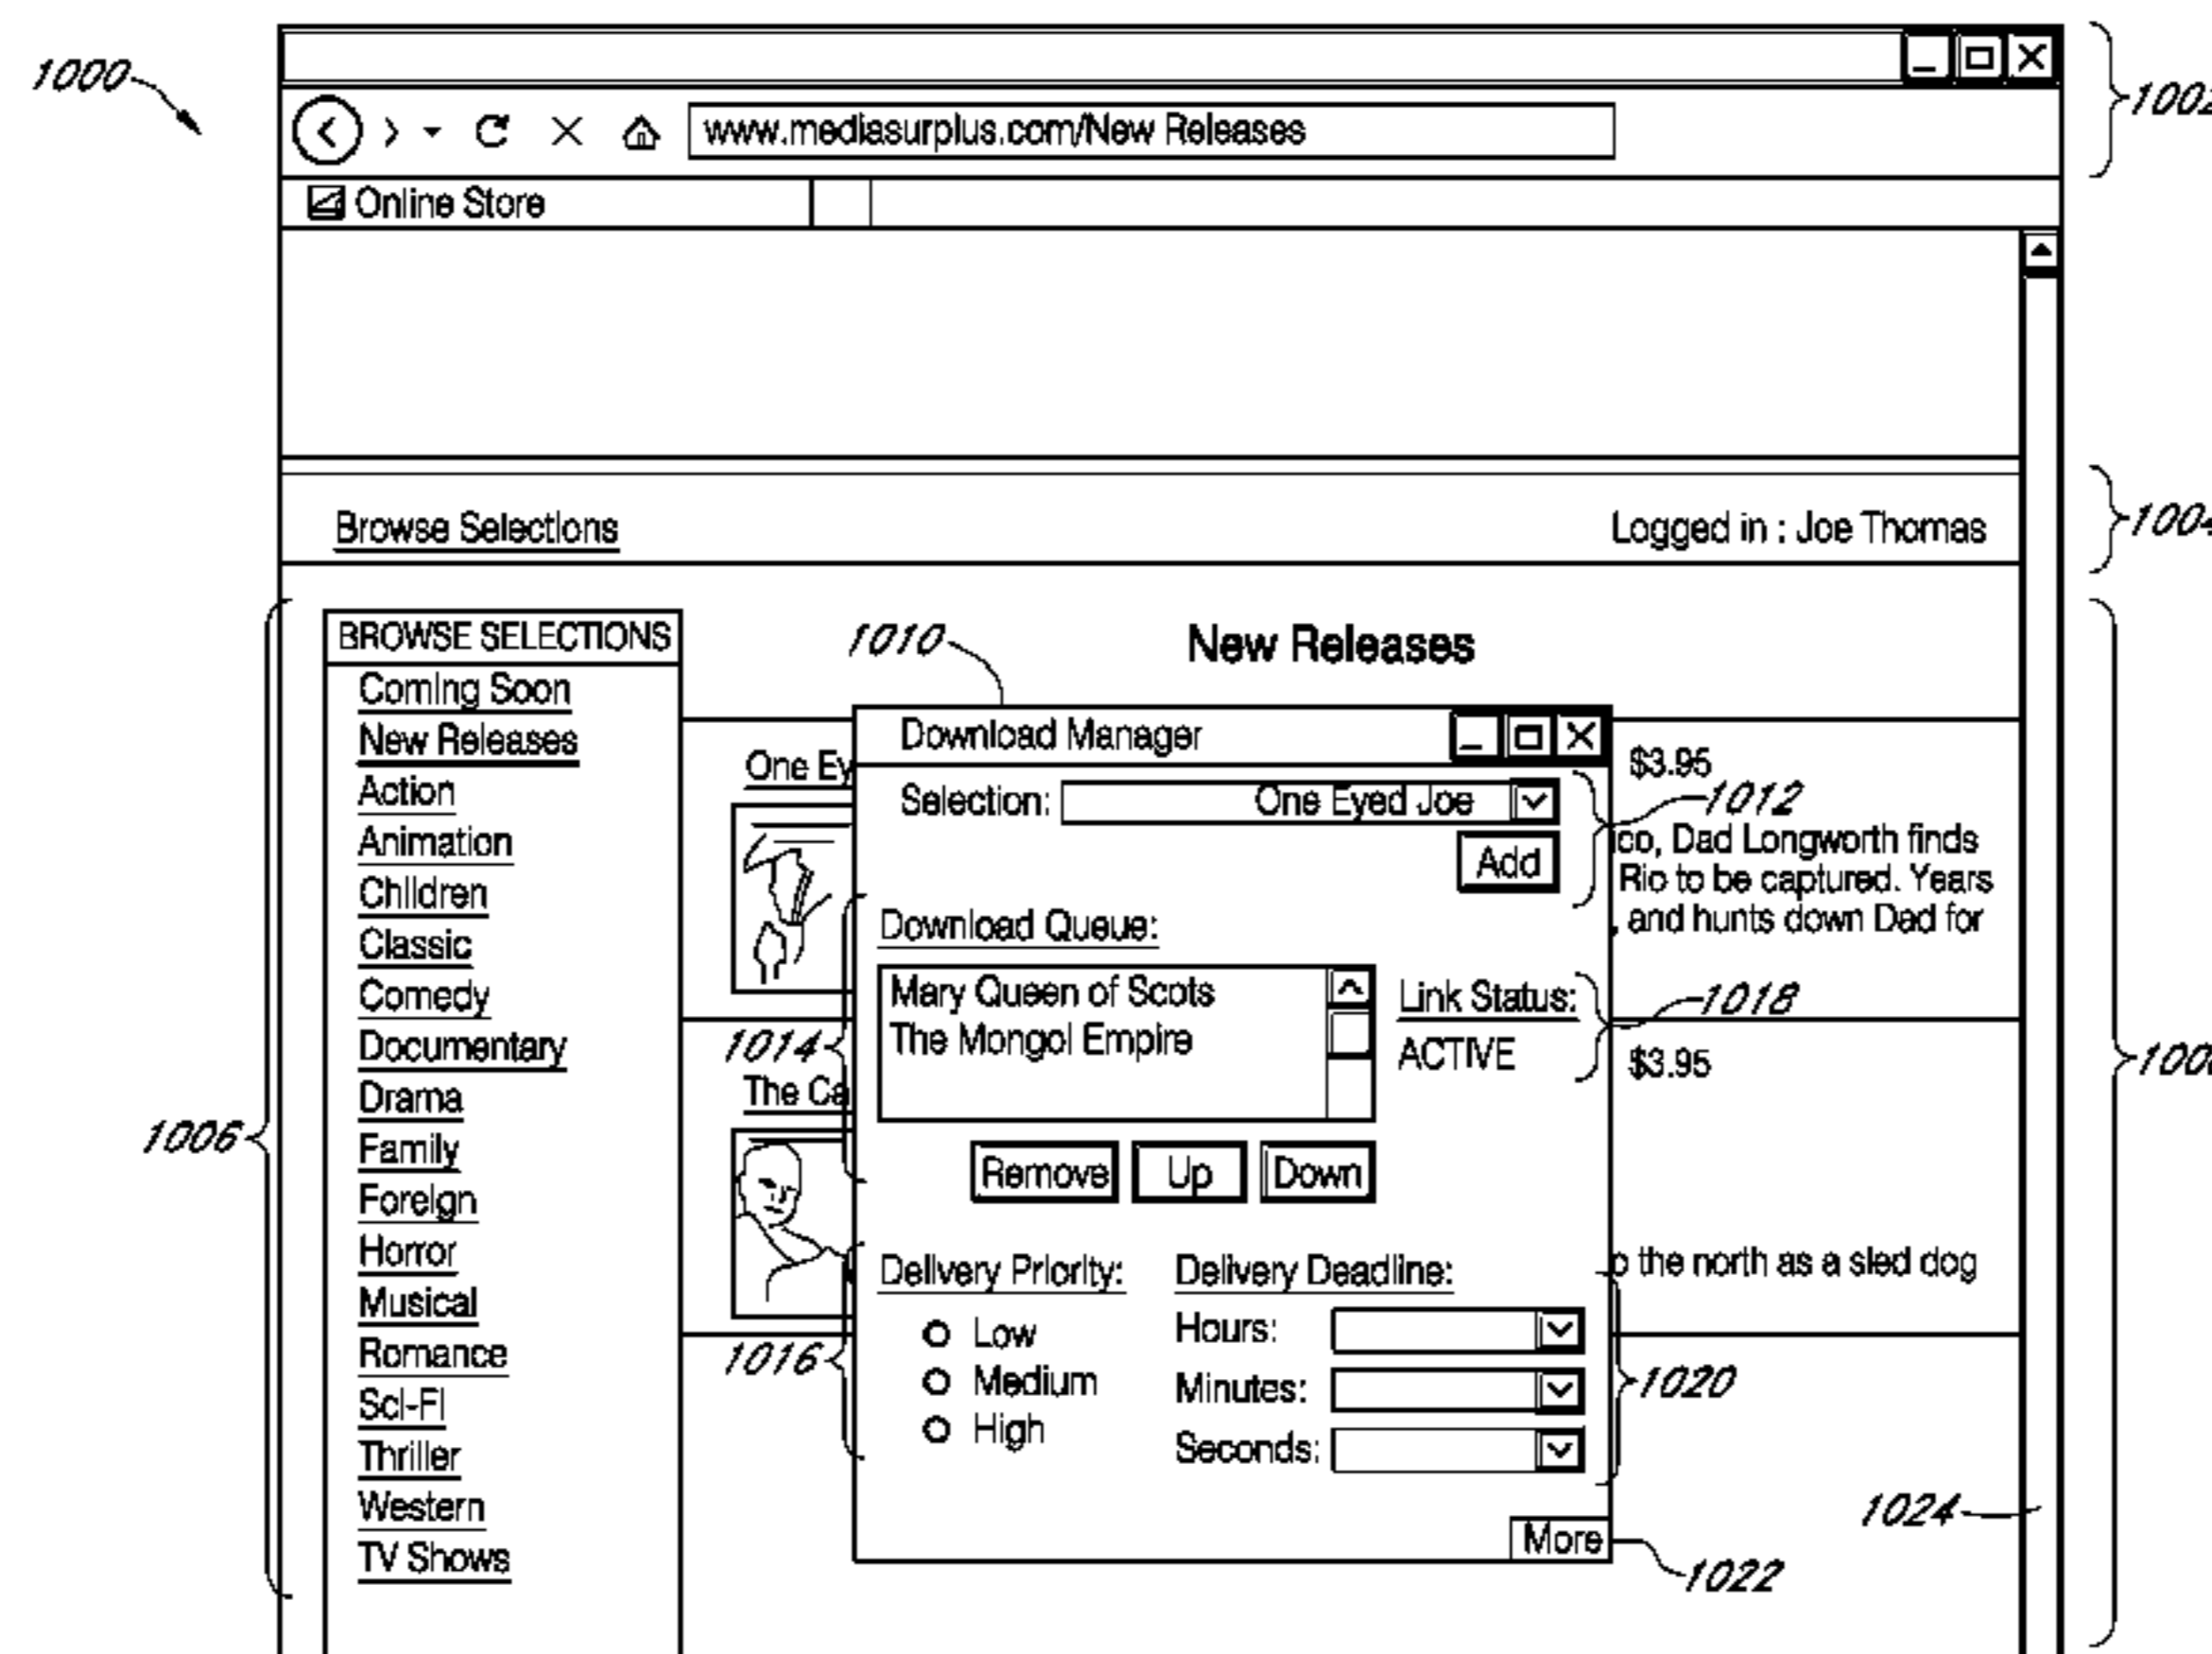 1000
1002
www.mediasurplus.com/New Releases
Online Store
Browse Selections
Logged in : Joe Thomas
1004
BROWSE SELECTIONS
Coming Soon
New Releases
Action
Animation
Children
Classic
Comedy
Documentary
Drama
Family
Foreign
Horror
Musical
Romance
Sci-Fi
Thriller
Western
TV Shows
1006
New Releases
1010
One Ey
$3.95
co, Dad Longworth finds
Rio to be captured. Years
, and hunts down Dad for
The Ca
$3.95
o the north as a sled dog
Download Manager
Selection: One Eyed Joe
Add
1012
Download Queue:
Mary Queen of Scots
The Mongol Empire
1014
Link Status:
ACTIVE
1018
Remove Up Down
Delivery Priority:
Low
Medium
High
1016
Delivery Deadline:
Hours:
Minutes:
Seconds:
1020
More
1022
1024